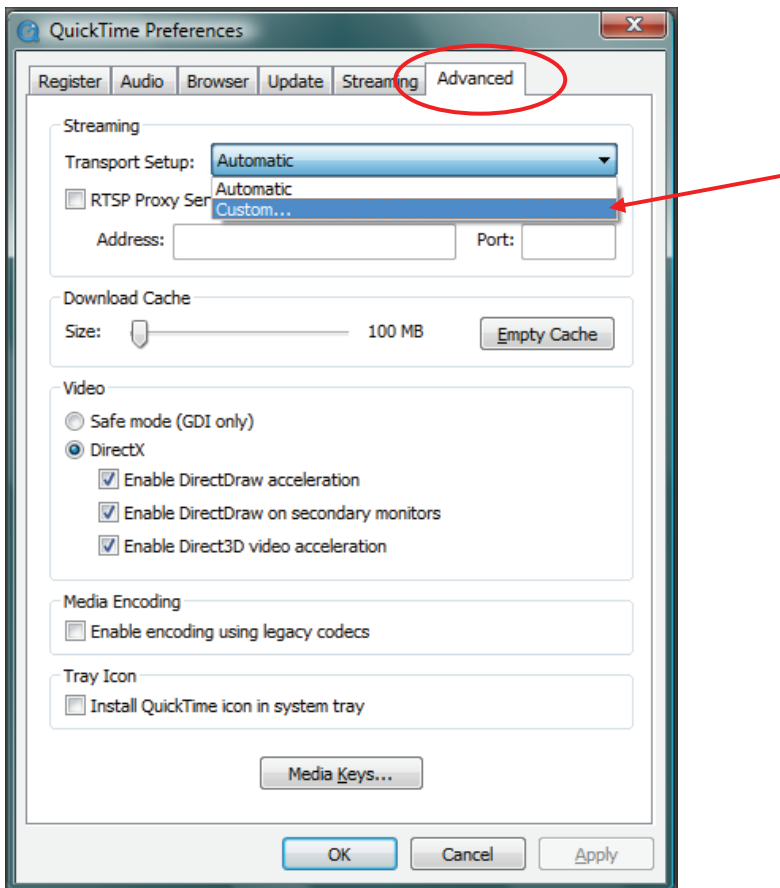 QuickTime Preferences
Register Audio Browser Update Streaming Advanced
Streaming
Transport Setup: Automatic
Automatic
RTSP Proxy Ser
Custom...
Address: Port:
Download Cache
Size: 100 MB Empty Cache
Video
Safe mode (GDI only)
DirectX
Enable DirectDraw acceleration
Enable DirectDraw on secondary monitors
Enable Direct3D video acceleration
Media Encoding
Enable encoding using legacy codecs
Tray Icon
Install QuickTime icon in system tray
Media Keys...
OK Cancel Apply